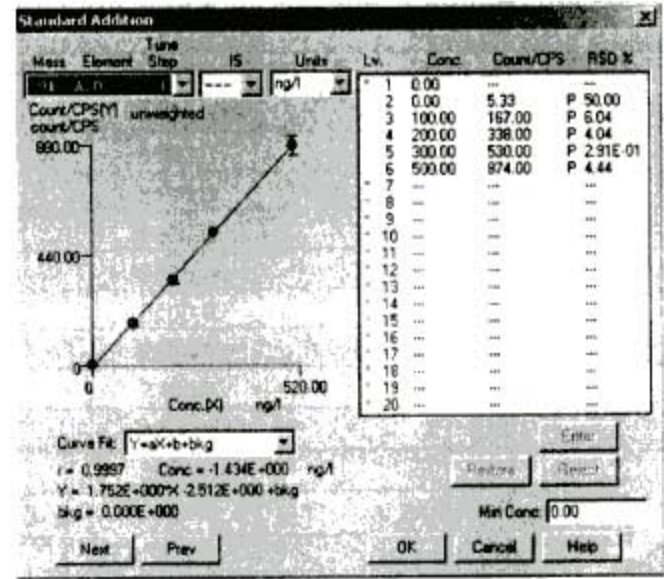 Standard Addition
Mass Element Tune Step IS Units
--- ng/l
Count/CPS[Y] unweighted
count/CPS
880.00
440.00
0
0 520.00
Conc.[X] ng/l
Lv. Conc. Count/CPS RSD %
* 1 0.00 --- ---
2 0.00 5.33 P 50.00
3 100.00 167.00 P 6.04
4 200.00 338.00 P 4.04
5 300.00 530.00 P 2.91E-01
6 500.00 874.00 P 4.44
7 --- --- ---
8 --- --- ---
9 --- --- ---
10 --- --- ---
11 --- --- ---
12 --- --- ---
13 --- --- ---
14 --- --- ---
15 --- --- ---
16 --- --- ---
17 --- --- ---
18 --- --- ---
19 --- --- ---
20 --- --- ---
Curve Fit: Y=aX+b+bkg
r = 0.9997 Conc = -1.434E+000 ng/l
Y = 1.752E+000*X -2.512E+000 +bkg
bkg = 0.000E+000
Enter
Restore Reject
Min Conc: 0.00
Next Prev OK Cancel Help